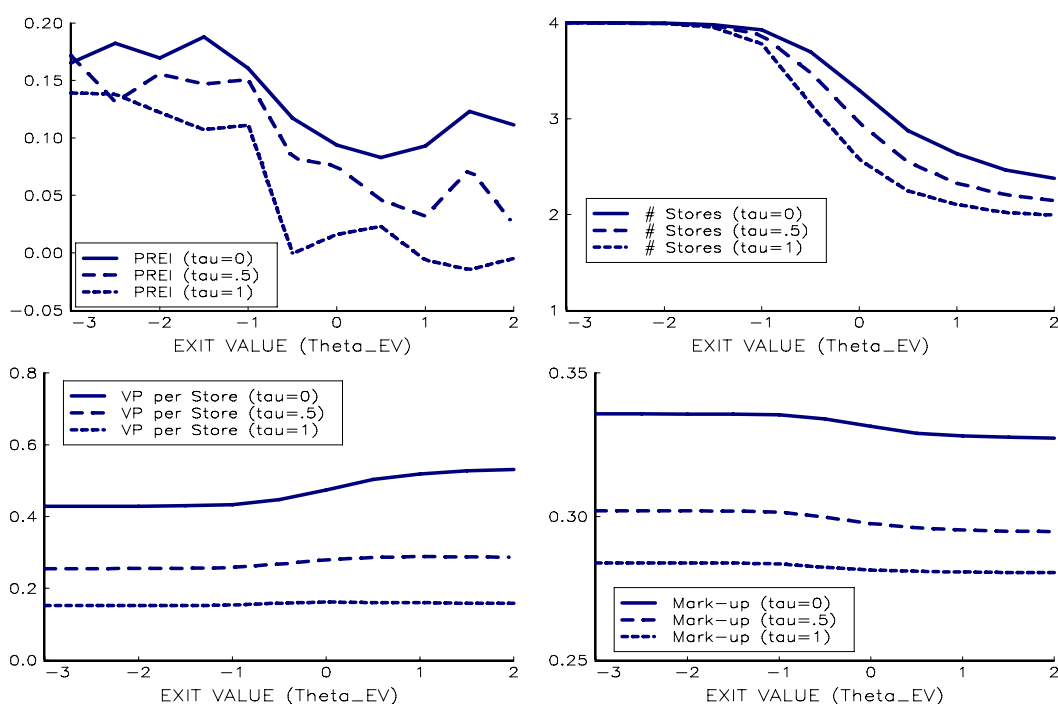 0.20
0.15
0.10
0.05
0.00
-0.05
PREI (tau=0)
PREI (tau=.5)
PREI (tau=1)
-3 -2 -1 0 1 2
EXIT VALUE (Theta_EV)
4
3
2
1
# Stores (tau=0)
# Stores (tau=.5)
# Stores (tau=1)
-3 -2 -1 0 1 2
EXIT VALUE (Theta_EV)
0.8
0.6
0.4
0.2
0.0
VP per Store (tau=0)
VP per Store (tau=.5)
VP per Store (tau=1)
-3 -2 -1 0 1 2
EXIT VALUE (Theta_EV)
0.35
0.30
0.25
Mark-up (tau=0)
Mark-up (tau=.5)
Mark-up (tau=1)
-3 -2 -1 0 1 2
EXIT VALUE (Theta_EV)